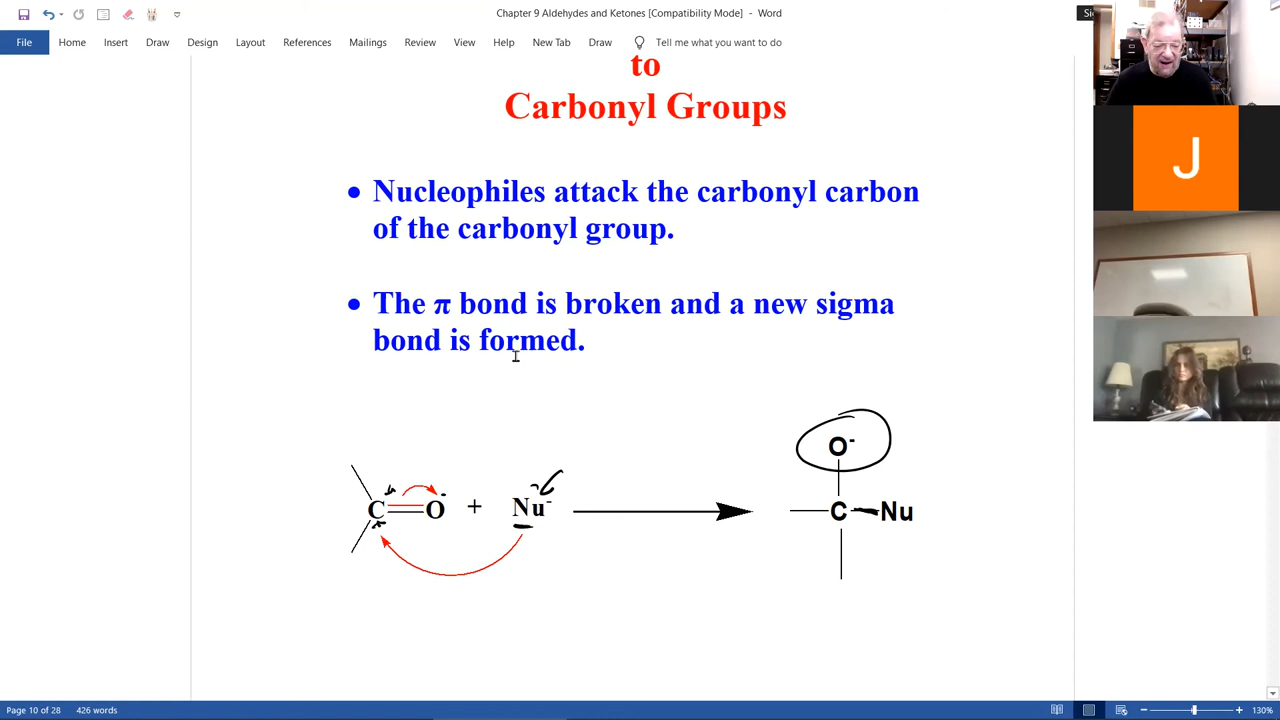 Chapter 9 Aldehydes and Ketones [Compatibility Mode] - Word
File Home Insert Draw Design Layout References Mailings Review View Help New Tab Draw Tell me what you want to do
to
Carbonyl Groups
• Nucleophiles attack the carbonyl carbon
of the carbonyl group.
• The π bond is broken and a new sigma
bond is formed.
O-
C O + Nu-
C Nu
J
Page 10 of 28 426 words
130%